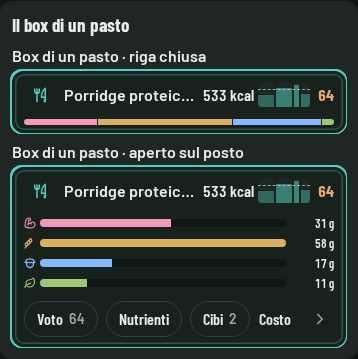 Il box di un pasto
Box di un pasto · riga chiusa
Porridge proteic... 533 kcal 64
Box di un pasto · aperto sul posto
Porridge proteic... 533 kcal 64
31 g
58 g
17 g
11 g
Voto 64 Nutrienti Cibi 2 Costo